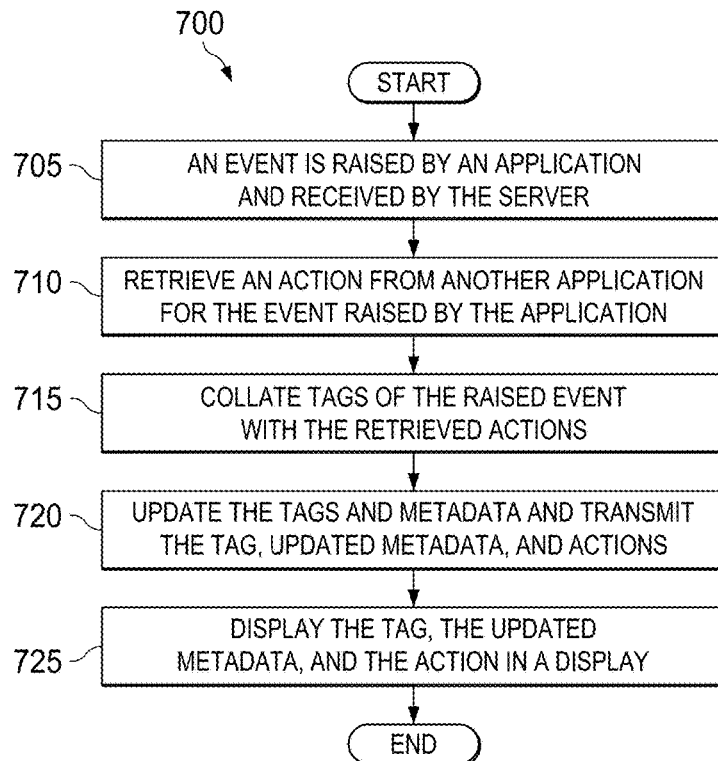 700
START
705
AN EVENT IS RAISED BY AN APPLICATION
AND RECEIVED BY THE SERVER
710
RETRIEVE AN ACTION FROM ANOTHER APPLICATION
FOR THE EVENT RAISED BY THE APPLICATION
715
COLLATE TAGS OF THE RAISED EVENT
WITH THE RETRIEVED ACTIONS
720
UPDATE THE TAGS AND METADATA AND TRANSMIT
THE TAG, UPDATED METADATA, AND ACTIONS
725
DISPLAY THE TAG, THE UPDATED
METADATA, AND THE ACTION IN A DISPLAY
END